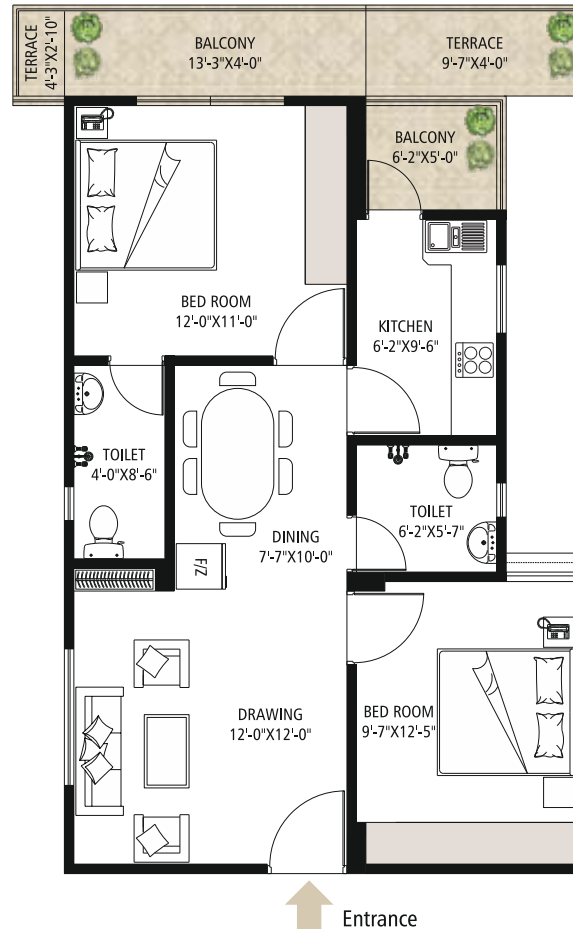 TERRACE
4'-3"X2'-10"
BALCONY
13'-3"X4'-0"
TERRACE
9'-7"X4'-0"
BALCONY
6'-2"X5'-0"
BED ROOM
12'-0"X11'-0"
KITCHEN
6'-2"X9'-6"
TOILET
4'-0"X8'-6"
TOILET
6'-2"X5'-7"
DINING
7'-7"X10'-0"
F/Z
DRAWING
12'-0"X12'-0"
BED ROOM
9'-7"X12'-5"
Entrance